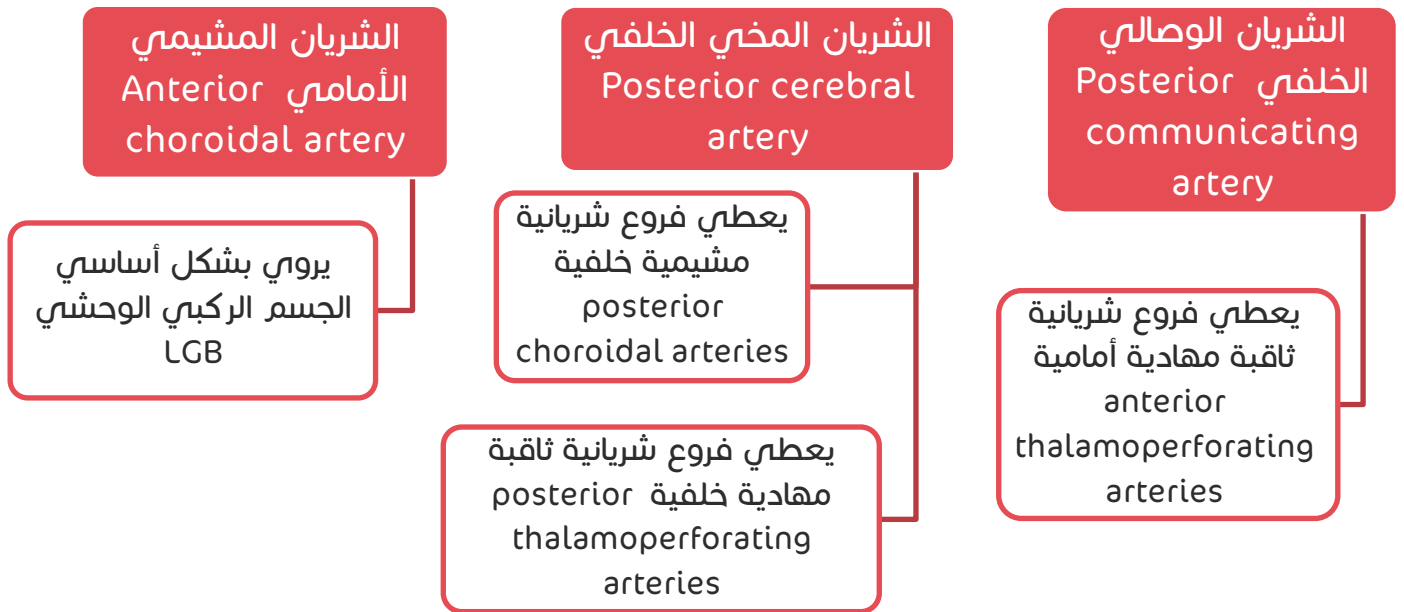 الشريان الوصالي
الخلفي Posterior
communicating
artery
يعطي فروع شريانية
ثاقبة مهادية أمامية
anterior
thalamoperforating
arteries
الشريان المخي الخلفي
Posterior cerebral
artery
يعطي فروع شريانية
مشيمية خلفية
posterior
choroidal arteries
يعطي فروع شريانية ثاقبة
مهادية خلفية posterior
thalamoperforating
arteries
الشريان المشيمي
الأمامي Anterior
choroidal artery
يروي بشكل أساسي
الجسم الركبي الوحشي
LGB